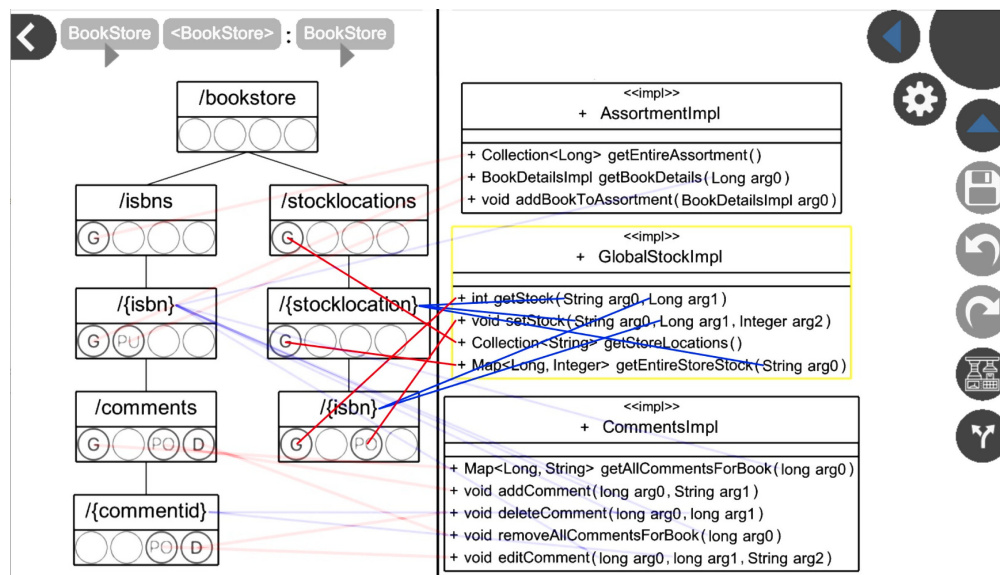 BookStore <BookStore> : BookStore
/bookstore
/isbns
G
/{isbn}
G PU
/comments
G PO D
/{commentid}
PO D
/stocklocations
G
/{stocklocation}
G
/{isbn}
G PO
<<impl>>
+ AssortmentImpl
+ Collection<Long> getEntireAssortment()
+ BookDetailsImpl getBookDetails(Long arg0)
+ void addBookToAssortment(BookDetailsImpl arg0)
<<impl>>
+ GlobalStockImpl
+ int getStock(String arg0, Long arg1)
+ void setStock(String arg0, Long arg1, Integer arg2)
+ Collection<String> getStoreLocations()
+ Map<Long, Integer> getEntireStoreStock(String arg0)
<<impl>>
+ CommentsImpl
+ Map<Long, String> getAllCommentsForBook(long arg0)
+ void addComment(long arg0, String arg1)
+ void deleteComment(long arg0, long arg1)
+ void removeAllCommentsForBook(long arg0)
+ void editComment(long arg0, long arg1, String arg2)